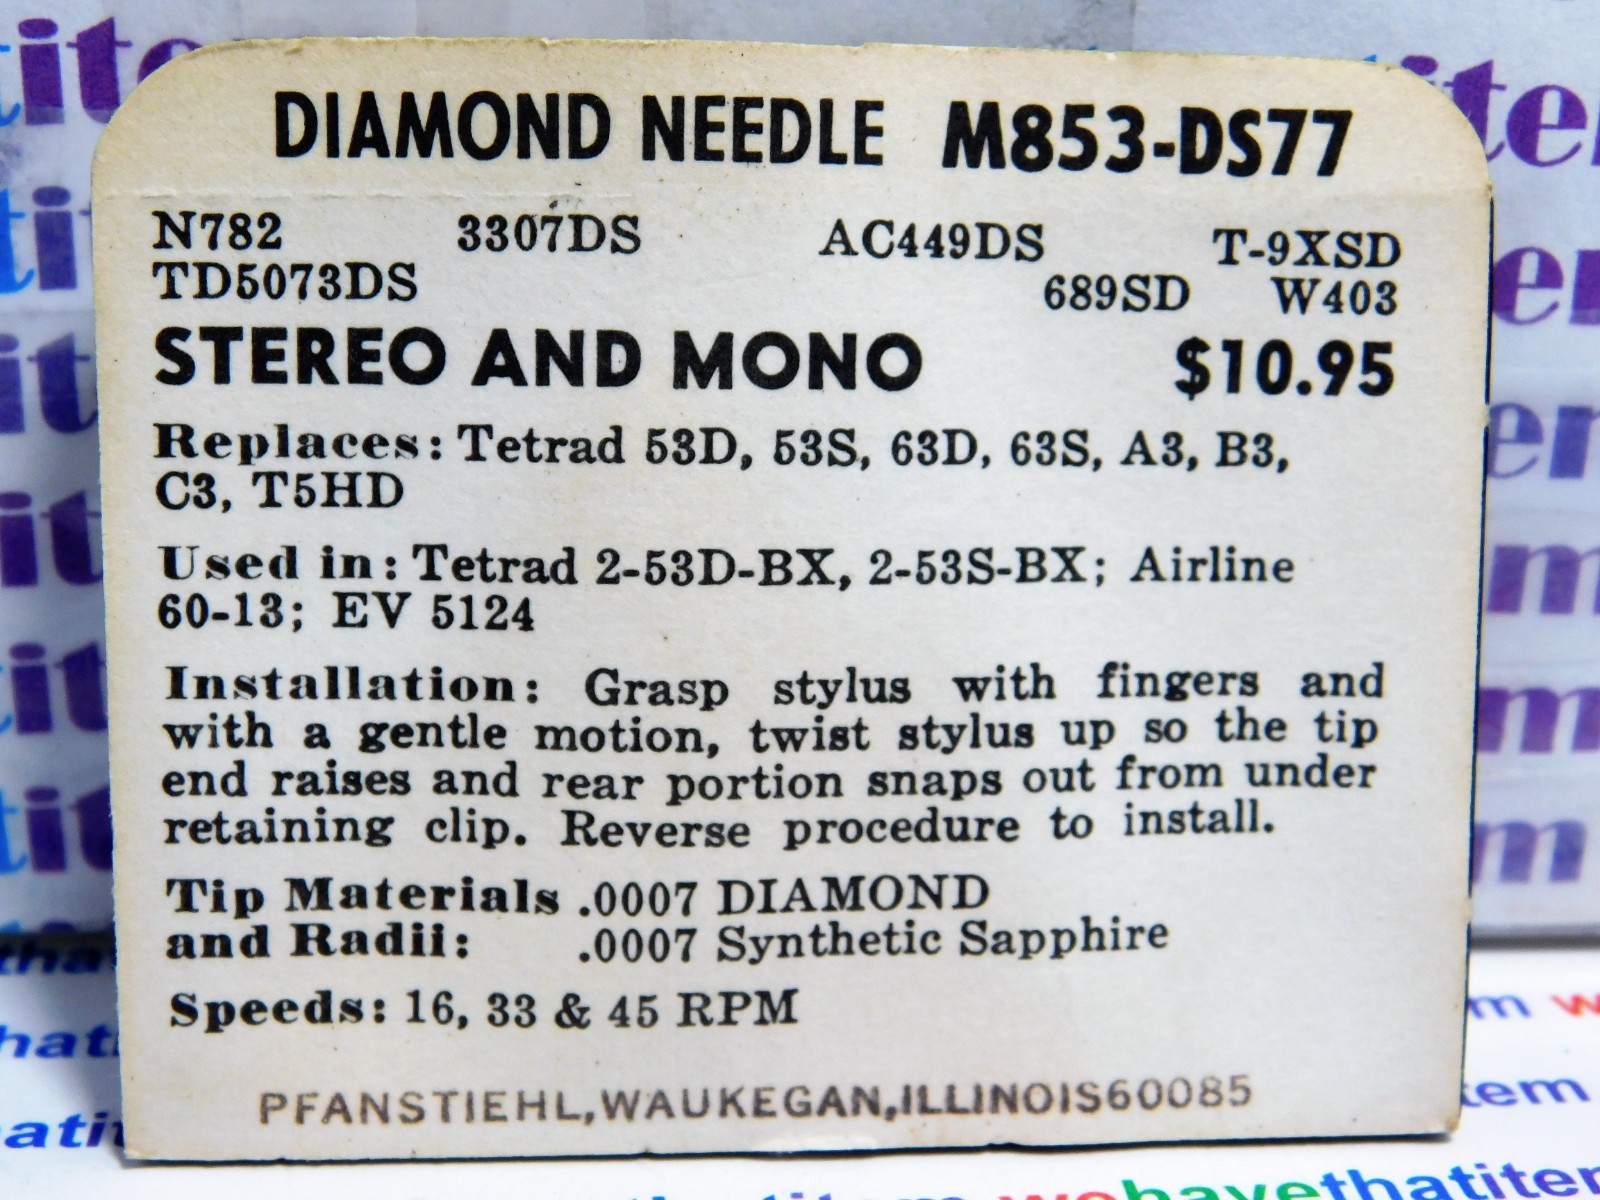 DIAMOND NEEDLE M853-DS77
N782 3307DS AC449DS T-9XSD
TD5073DS 689SD W403
STEREO AND MONO $10.95
Replaces: Tetrad 53D, 53S, 63D, 63S, A3, B3,
C3, T5HD
Used in: Tetrad 2-53D-BX, 2-53S-BX; Airline
60-13; EV 5124
Installation: Grasp stylus with fingers and
with a gentle motion, twist stylus up so the tip
end raises and rear portion snaps out from under
retaining clip. Reverse procedure to install.
Tip Materials .0007 DIAMOND
and Radii: .0007 Synthetic Sapphire
Speeds: 16, 33 & 45 RPM
PFANSTIEHL,WAUKEGAN,ILLINOIS60085
wehavethatitem